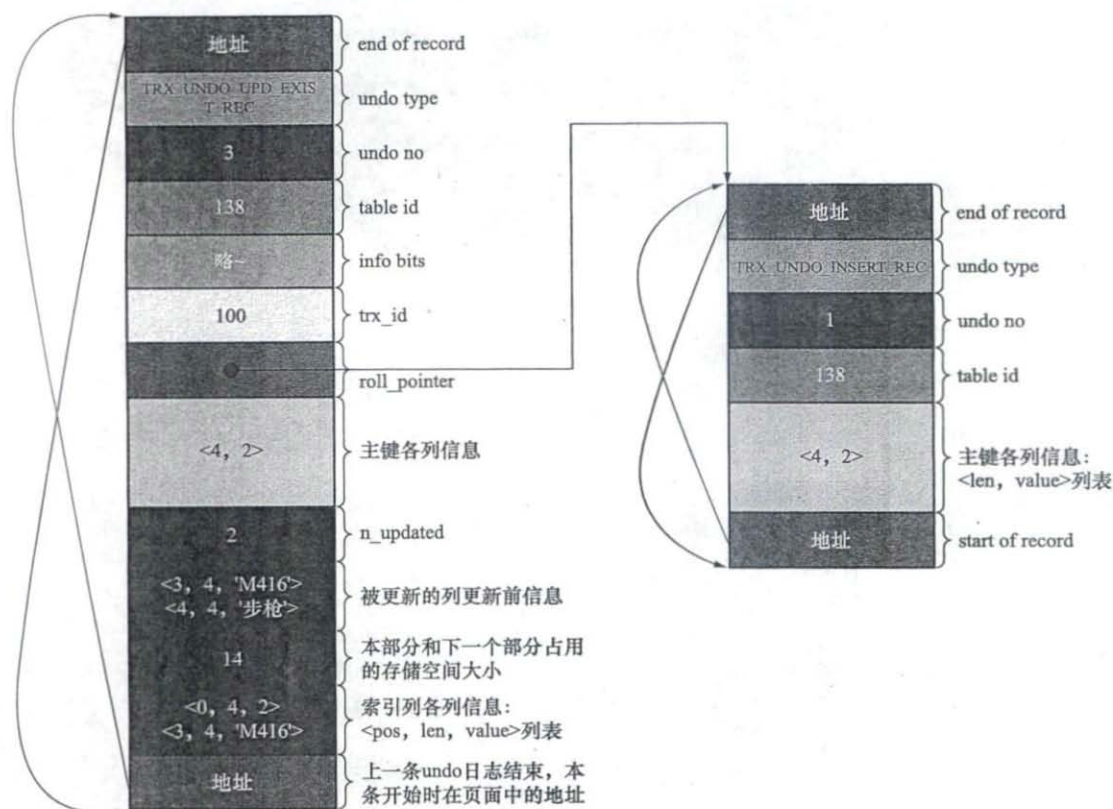 地址
end of record
TRX_UNDO_UPD_EXIS
T_REC
undo type
3
undo no
138
table id
略~
info bits
100
trx_id
roll_pointer
<4, 2>
主键各列信息
2
n_updated
<3, 4, 'M416'>
<4, 4, '步枪'>
被更新的列更新前信息
14
本部分和下一个部分占用
的存储空间大小
<0, 4, 2>
<3, 4, 'M416'>
索引列各列信息:
<pos, len, value>列表
地址
上一条undo日志结束，本
条开始时在页面中的地址
地址
end of record
TRX_UNDO_INSERT_REC
undo type
1
undo no
138
table id
<4, 2>
主键各列信息:
<len, value>列表
地址
start of record